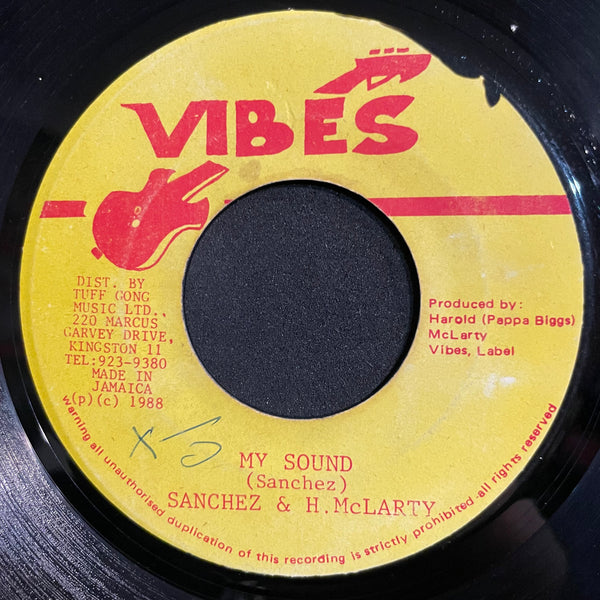 VIBES
DIST. BY
TUFF GONG
MUSIC LTD.,
220 MARCUS
GARVEY DRIVE,
KINGSTON 11
TEL:923-9380
MADE IN
JAMAICA
(p)(c) 1988
Produced by:
Harold (Pappa Biggs)
McLarty
Vibes, Label
MY SOUND
(Sanchez)
SANCHEZ & H.McLARTY
warning all unauthorised duplication of this recording is strictly prohibited-all rights reserved